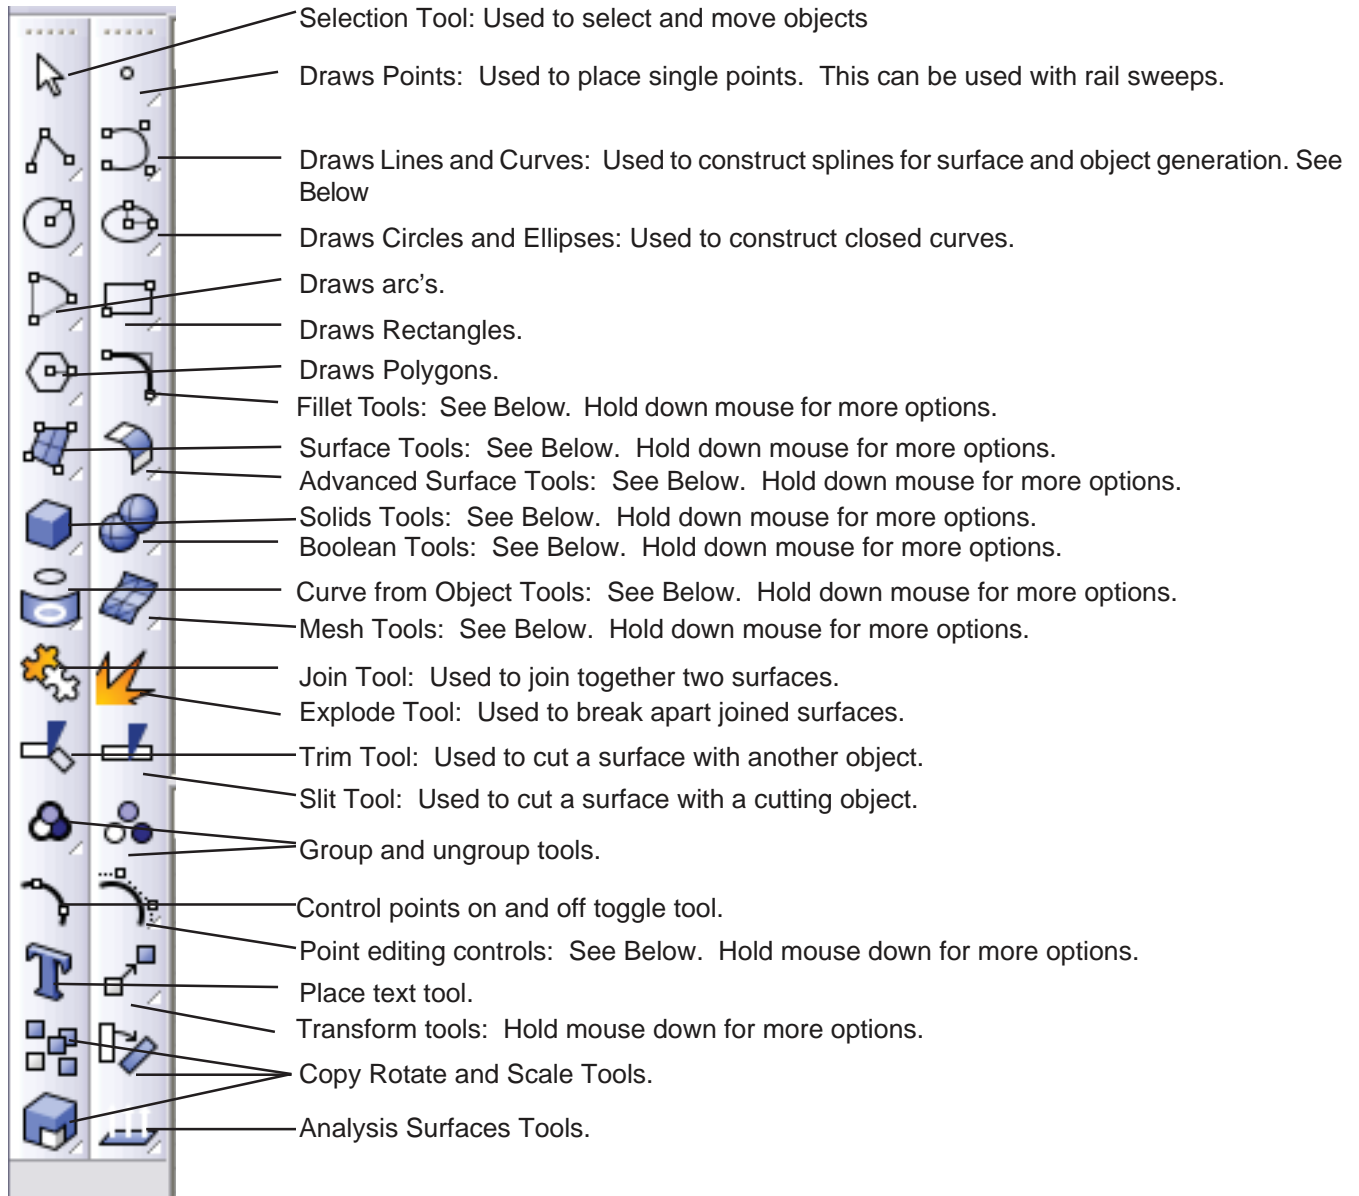 Selection Tool: Used to select and move objects
Draws Points: Used to place single points. This can be used with rail sweeps.
Draws Lines and Curves: Used to construct splines for surface and object generation. See
Below
Draws Circles and Ellipses: Used to construct closed curves.
Draws arc's.
Draws Rectangles.
Draws Polygons.
Fillet Tools: See Below. Hold down mouse for more options.
Surface Tools: See Below. Hold down mouse for more options.
Advanced Surface Tools: See Below. Hold down mouse for more options.
Solids Tools: See Below. Hold down mouse for more options.
Boolean Tools: See Below. Hold down mouse for more options.
Curve from Object Tools: See Below. Hold down mouse for more options.
Mesh Tools: See Below. Hold down mouse for more options.
Join Tool: Used to join together two surfaces.
Explode Tool: Used to break apart joined surfaces.
Trim Tool: Used to cut a surface with another object.
Slit Tool: Used to cut a surface with a cutting object.
Group and ungroup tools.
Control points on and off toggle tool.
Point editing controls: See Below. Hold mouse down for more options.
Place text tool.
Transform tools: Hold mouse down for more options.
Copy Rotate and Scale Tools.
Analysis Surfaces Tools.